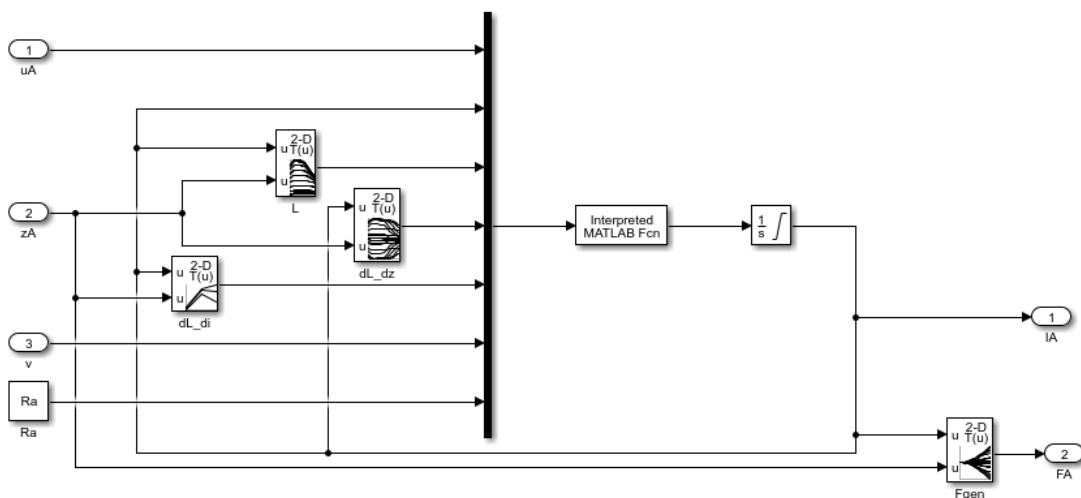 1
uA
2-D
T(u)
u
u
L
2
zA
2-D
T(u)
u
u
dL_dz
Interpreted
MATLAB Fcn
1
s
2-D
T(u)
u
u
dL_di
1
IA
3
v
Ra
Ra
2-D
T(u)
u
u
Fgen
2
FA